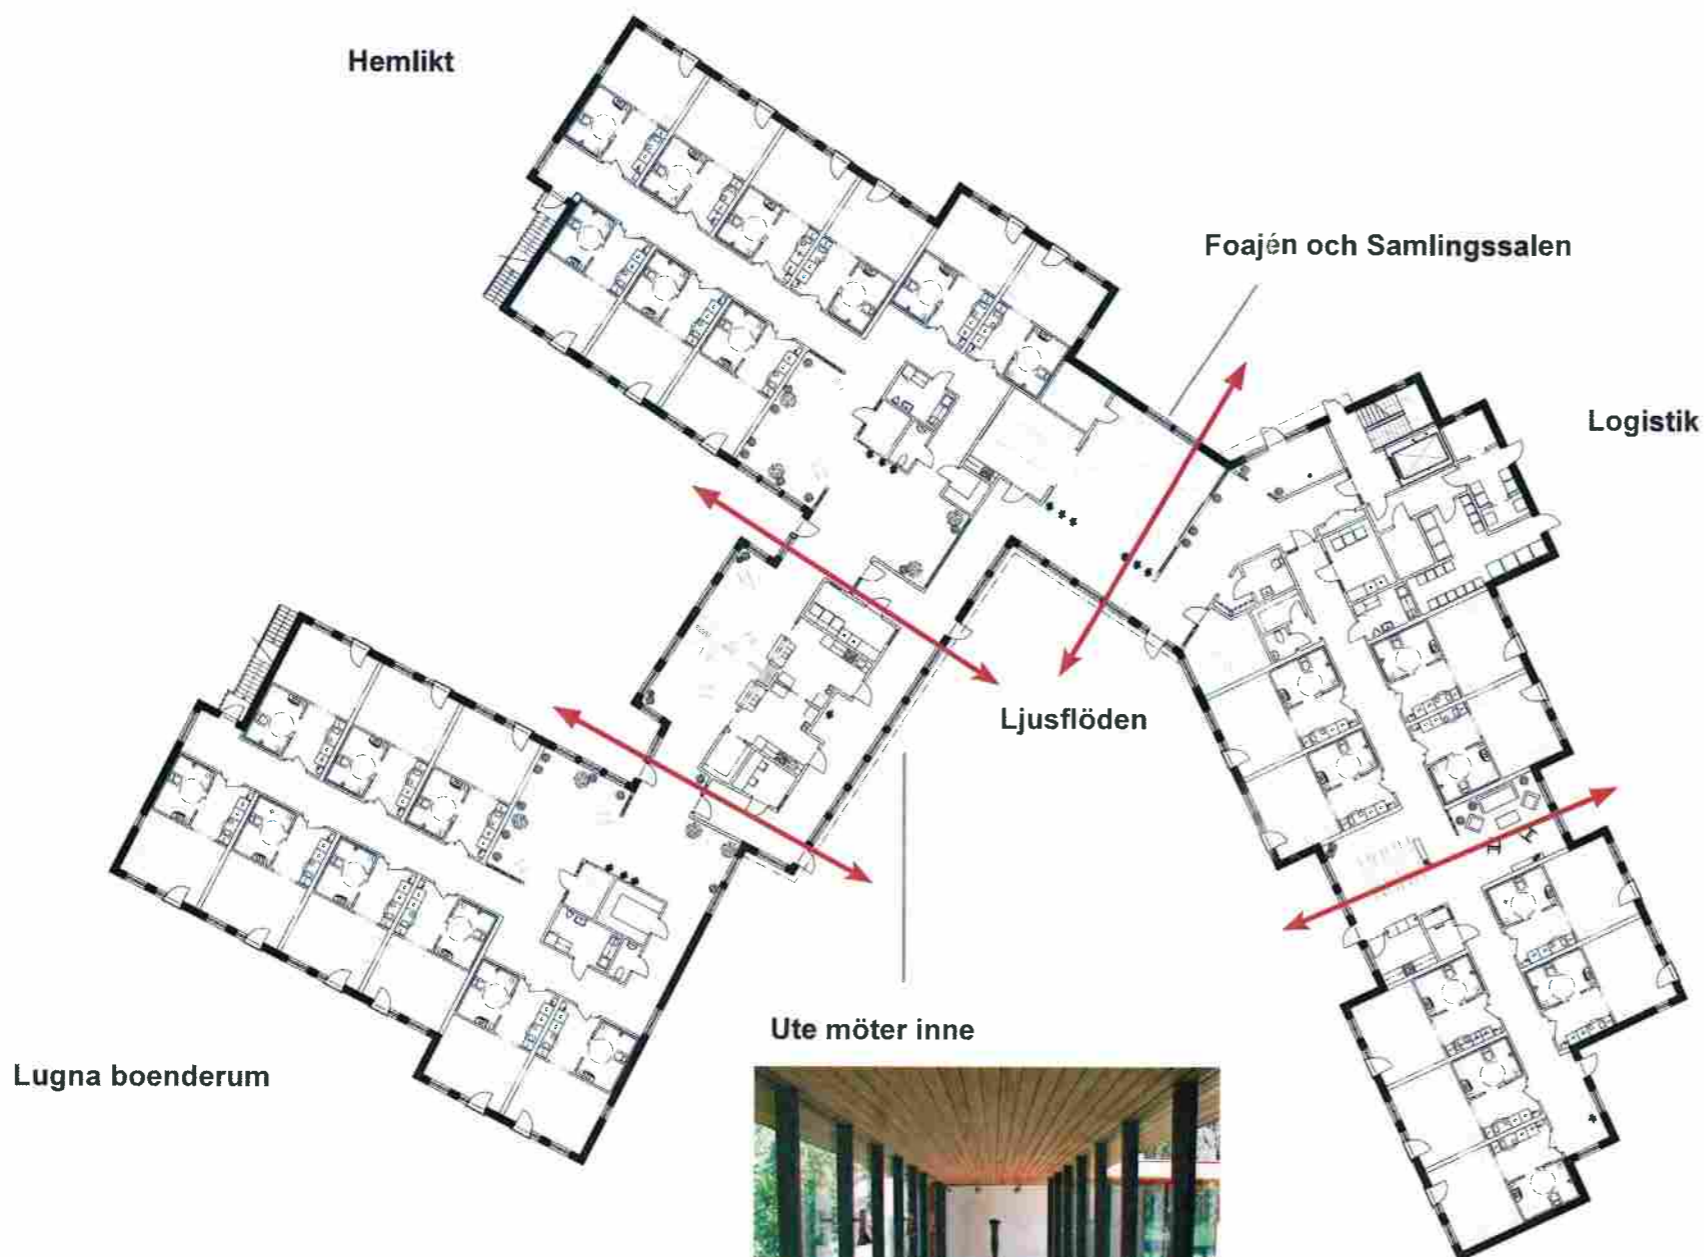 Hemlikt
Foajén och Samlingssalen
Logistik
Ljusflöden
Ute möter inne
Lugna boenderum